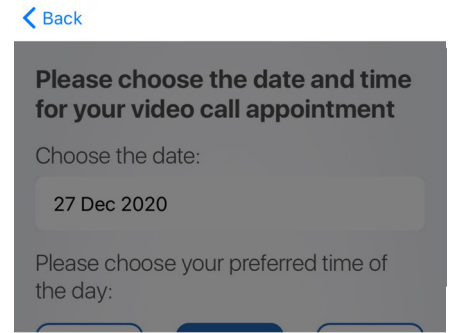 Back
Please choose the date and time
for your video call appointment
Choose the date:
27 Dec 2020
Please choose your preferred time of
the day: